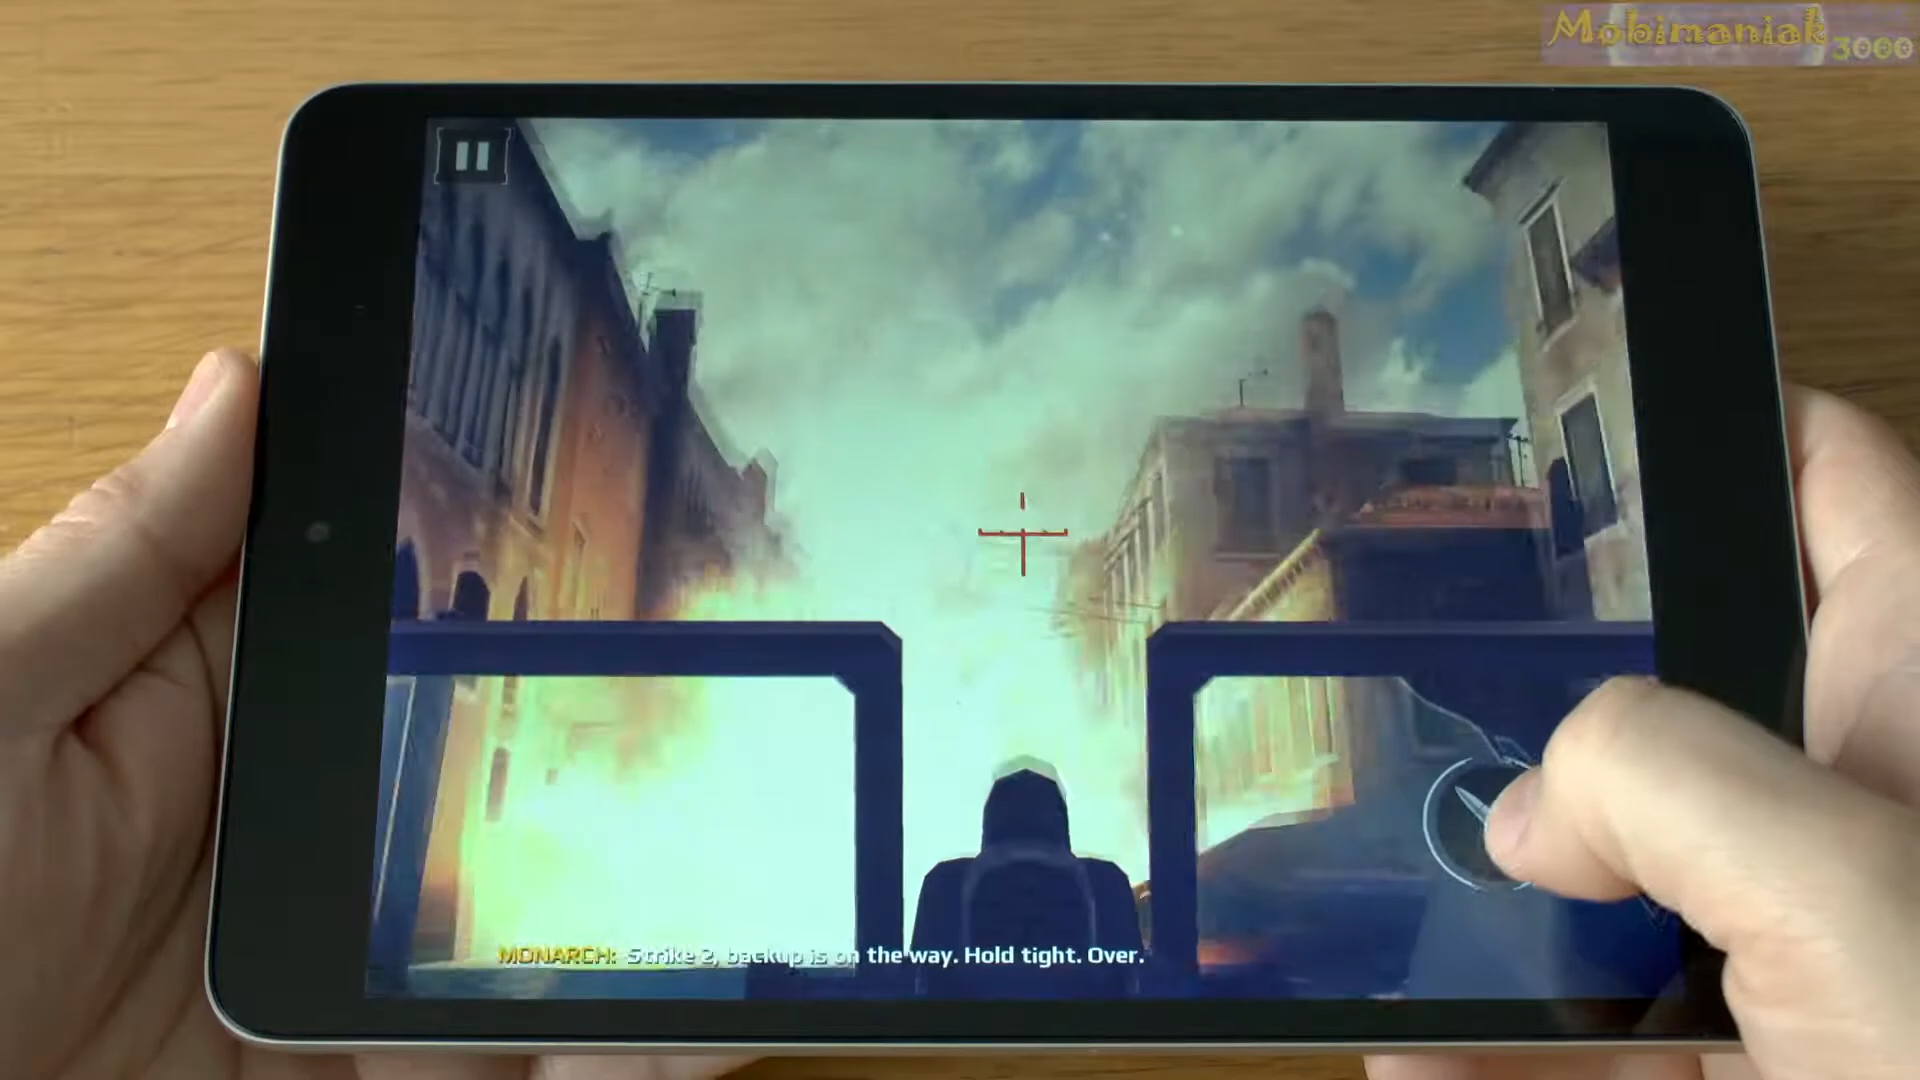 Mobimaniak 3000
MONARCH: Strike 2, backup is on the way. Hold tight. Over.